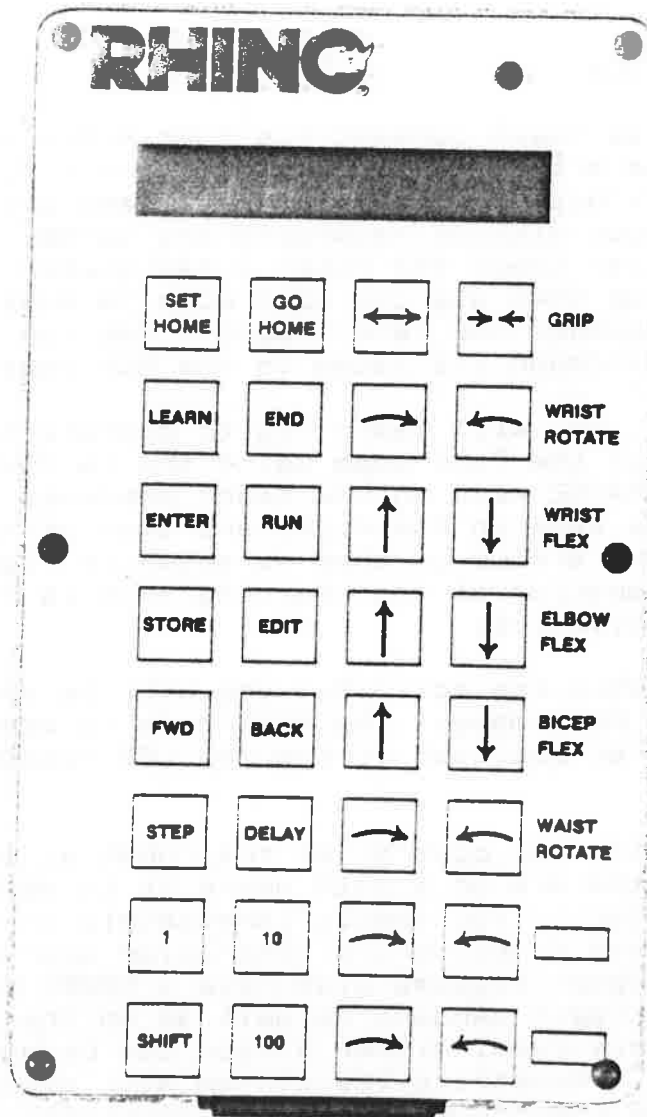 RHINO
SET HOME
GO HOME
GRIP
LEARN
END
WRIST ROTATE
ENTER
RUN
WRIST FLEX
STORE
EDIT
ELBOW FLEX
FWD
BACK
BICEP FLEX
STEP
DELAY
WAIST ROTATE
1
10
SHIFT
100